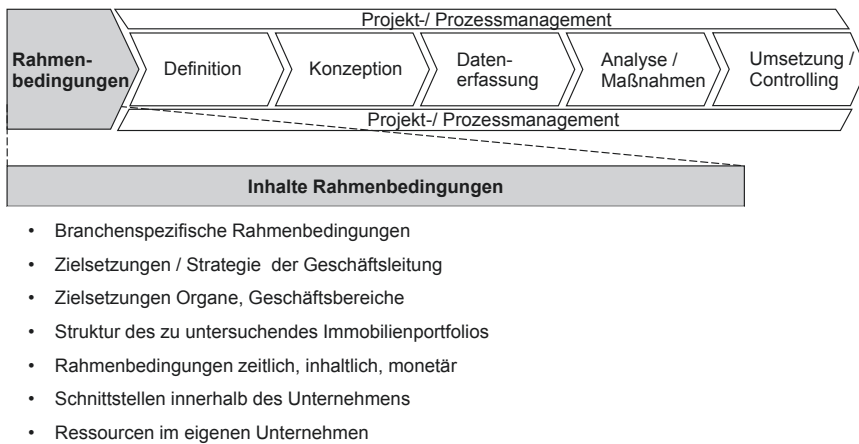 Projekt-/ Prozessmanagement
Rahmen-
bedingungen
Definition
Konzeption
Daten-
erfassung
Analyse /
Maßnahmen
Umsetzung /
Controlling
Projekt-/ Prozessmanagement
Inhalte Rahmenbedingungen
• Branchenspezifische Rahmenbedingungen
• Zielsetzungen / Strategie der Geschäftsleitung
• Zielsetzungen Organe, Geschäftsbereiche
• Struktur des zu untersuchendes Immobilienportfolios
• Rahmenbedingungen zeitlich, inhaltlich, monetär
• Schnittstellen innerhalb des Unternehmens
• Ressourcen im eigenen Unternehmen